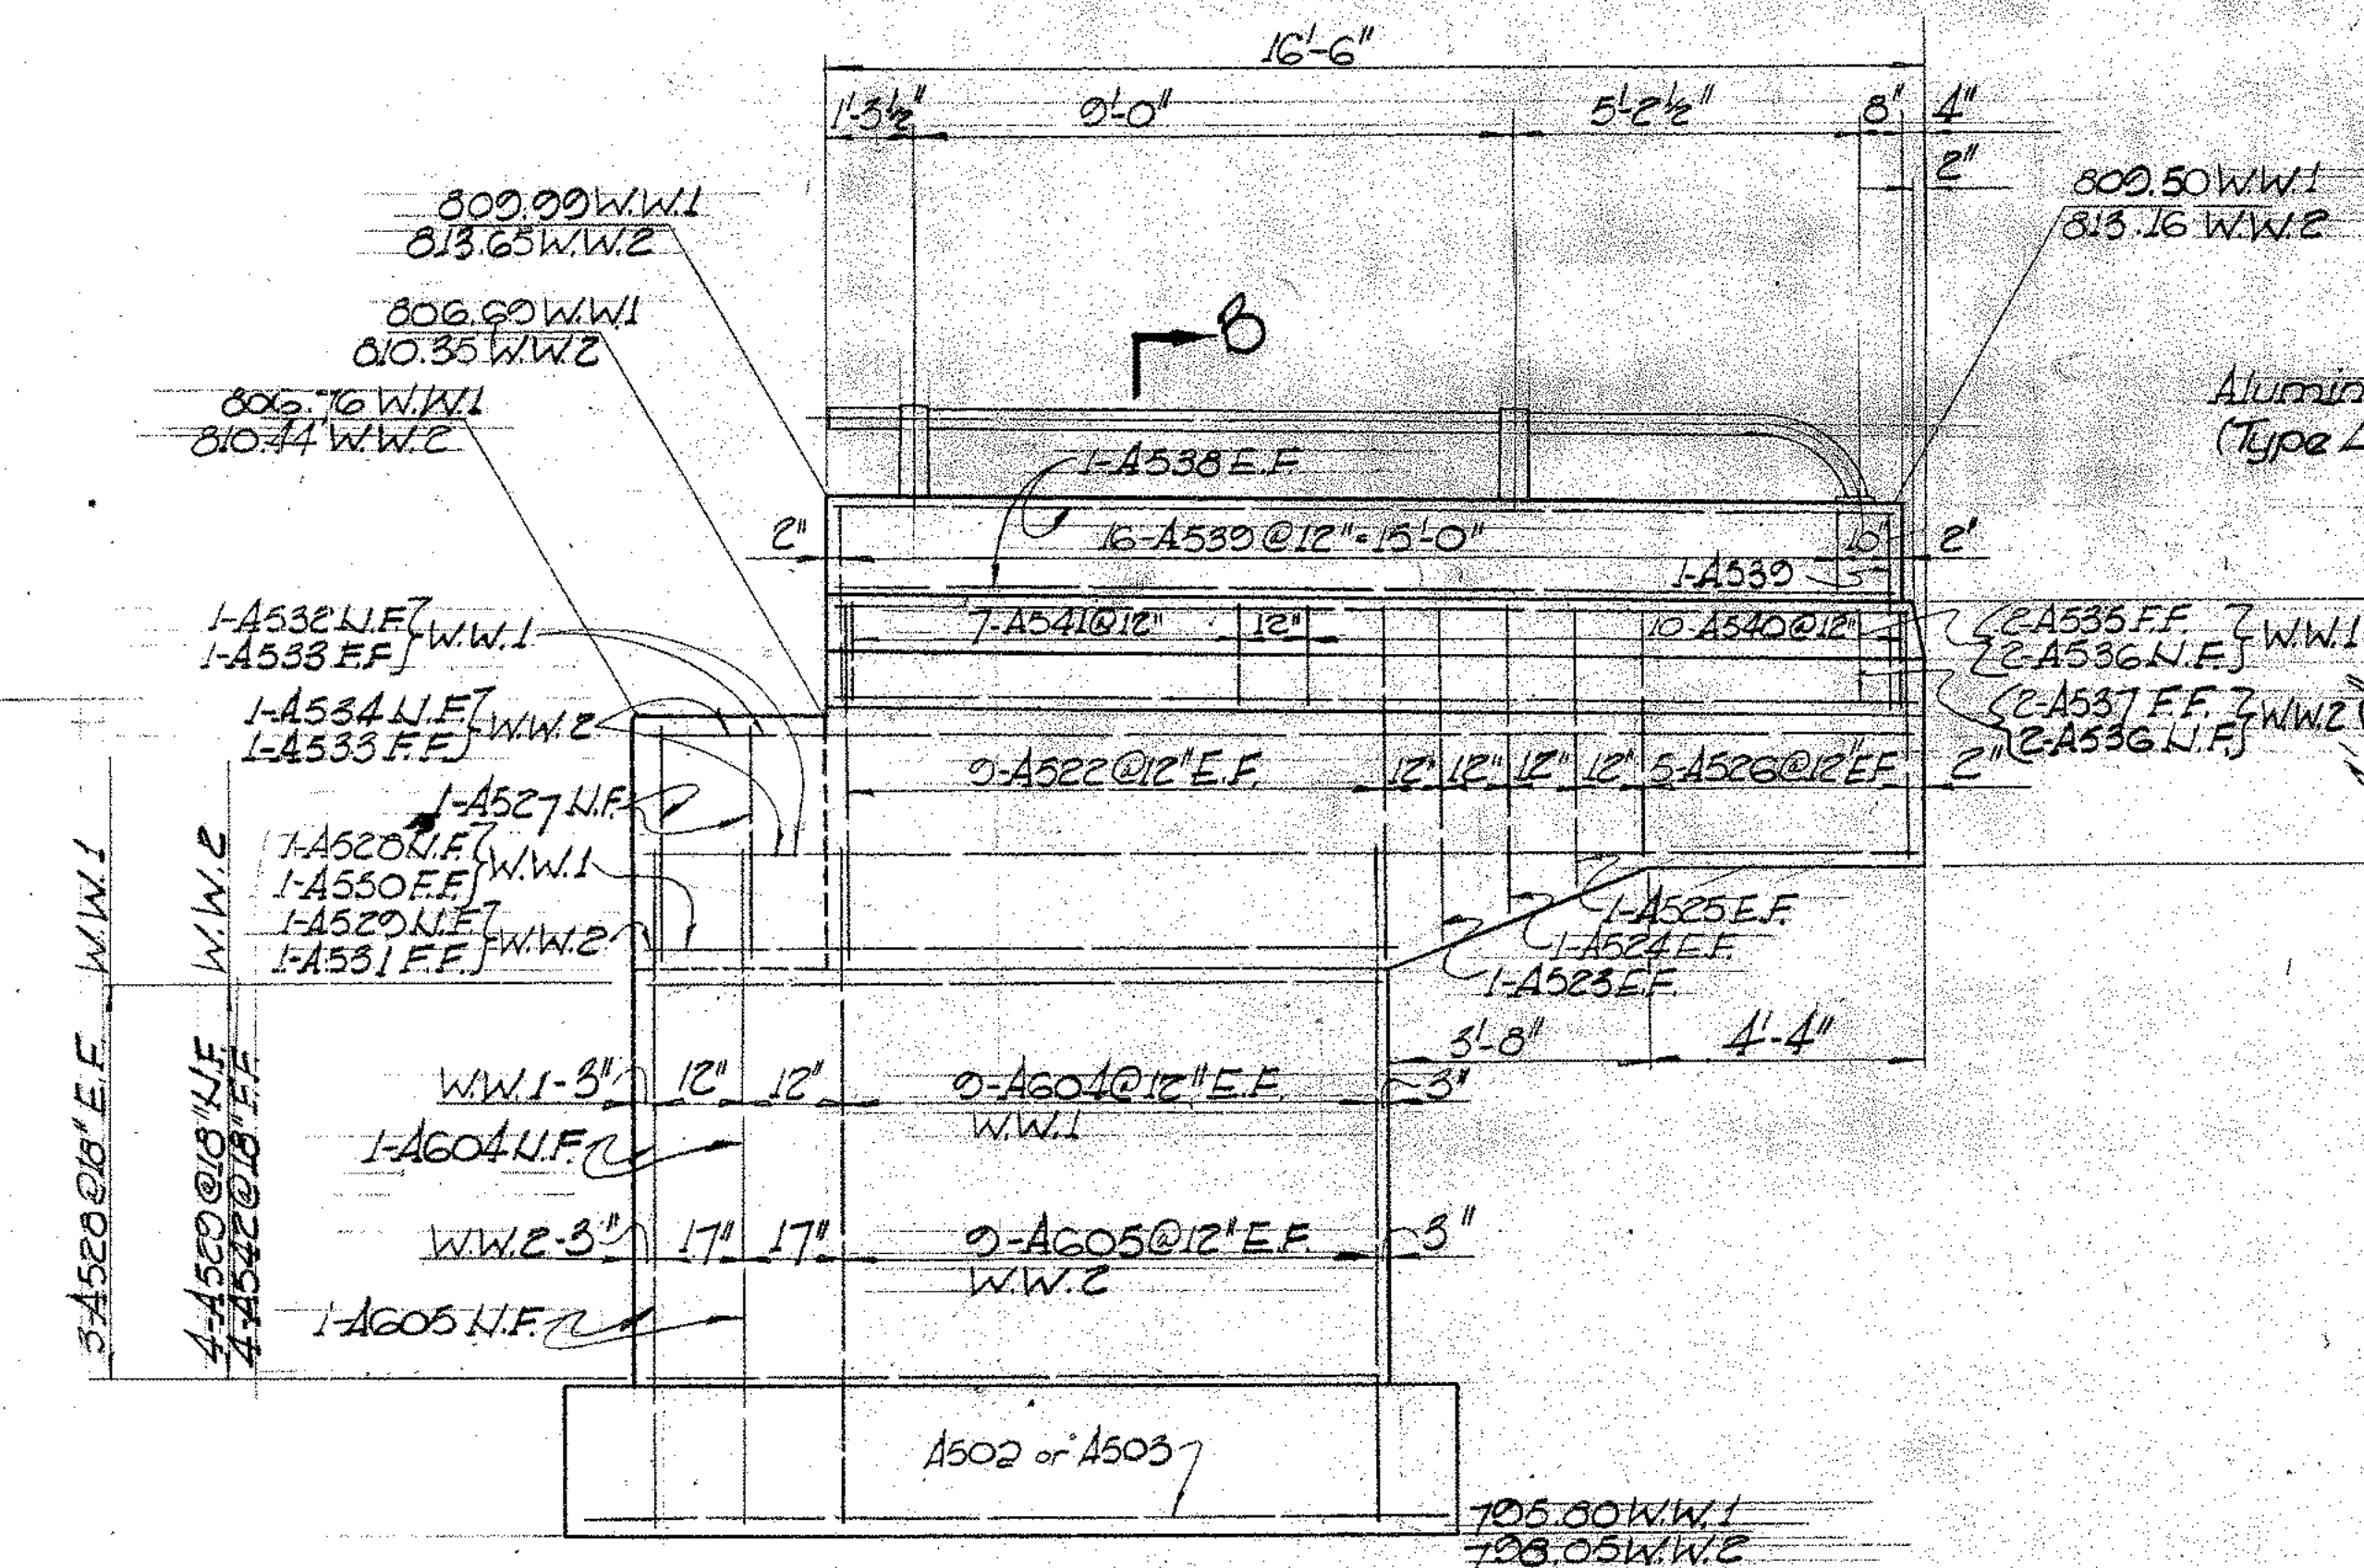 16'-6"
1'-3½"
9'-0"
5'-2½"
8"
4"
2"
809.99 W.W.1
813.65 W.W.2
809.50 W.W.1
813.16 W.W.2
806.69 W.W.1
810.35 W.W.2
B
806.76 W.W.1
810.44 W.W.2
Alumin
(Type
1-A538 E.F.
2"
16-A539@12"=15'-0"
10"
2"
1-A539
1-A532 N.F.
1-A533 F.F.
W.W.1
7-A541@12"
12"
10-A540@12"
2-A535 F.F.
2-A536 N.F.
W.W.1
1-A534 N.F.
1-A533 F.F.
W.W.2
2-A537 F.F.
2-A536 N.F.
W.W.2
9-A522@12"E.F.
12"
12"
12"
12"
5-A526@12"EF
2"
1-A527 N.F.
1-A528 N.F.
1-A530 F.F.
W.W.1
1-A529 N.F.
1-A531 F.F.
W.W.2
1-A525 E.F.
1-A524 E.F.
1-A523 E.F.
3'-8"
4'-4"
3-A528@18" E.F. W.W.1
4-A529@18" N.F. W.W.2
4-A542@18" F.F.
W.W.1-3"
12"
12"
9-A604@12"E.F.
W.W.1
3"
1-A604 N.F.
W.W.2-3"
17"
17"
9-A605@12"E.F.
W.W.2
3"
1-A605 N.F.
A502 or A503
795.80 W.W.1
798.05 W.W.2